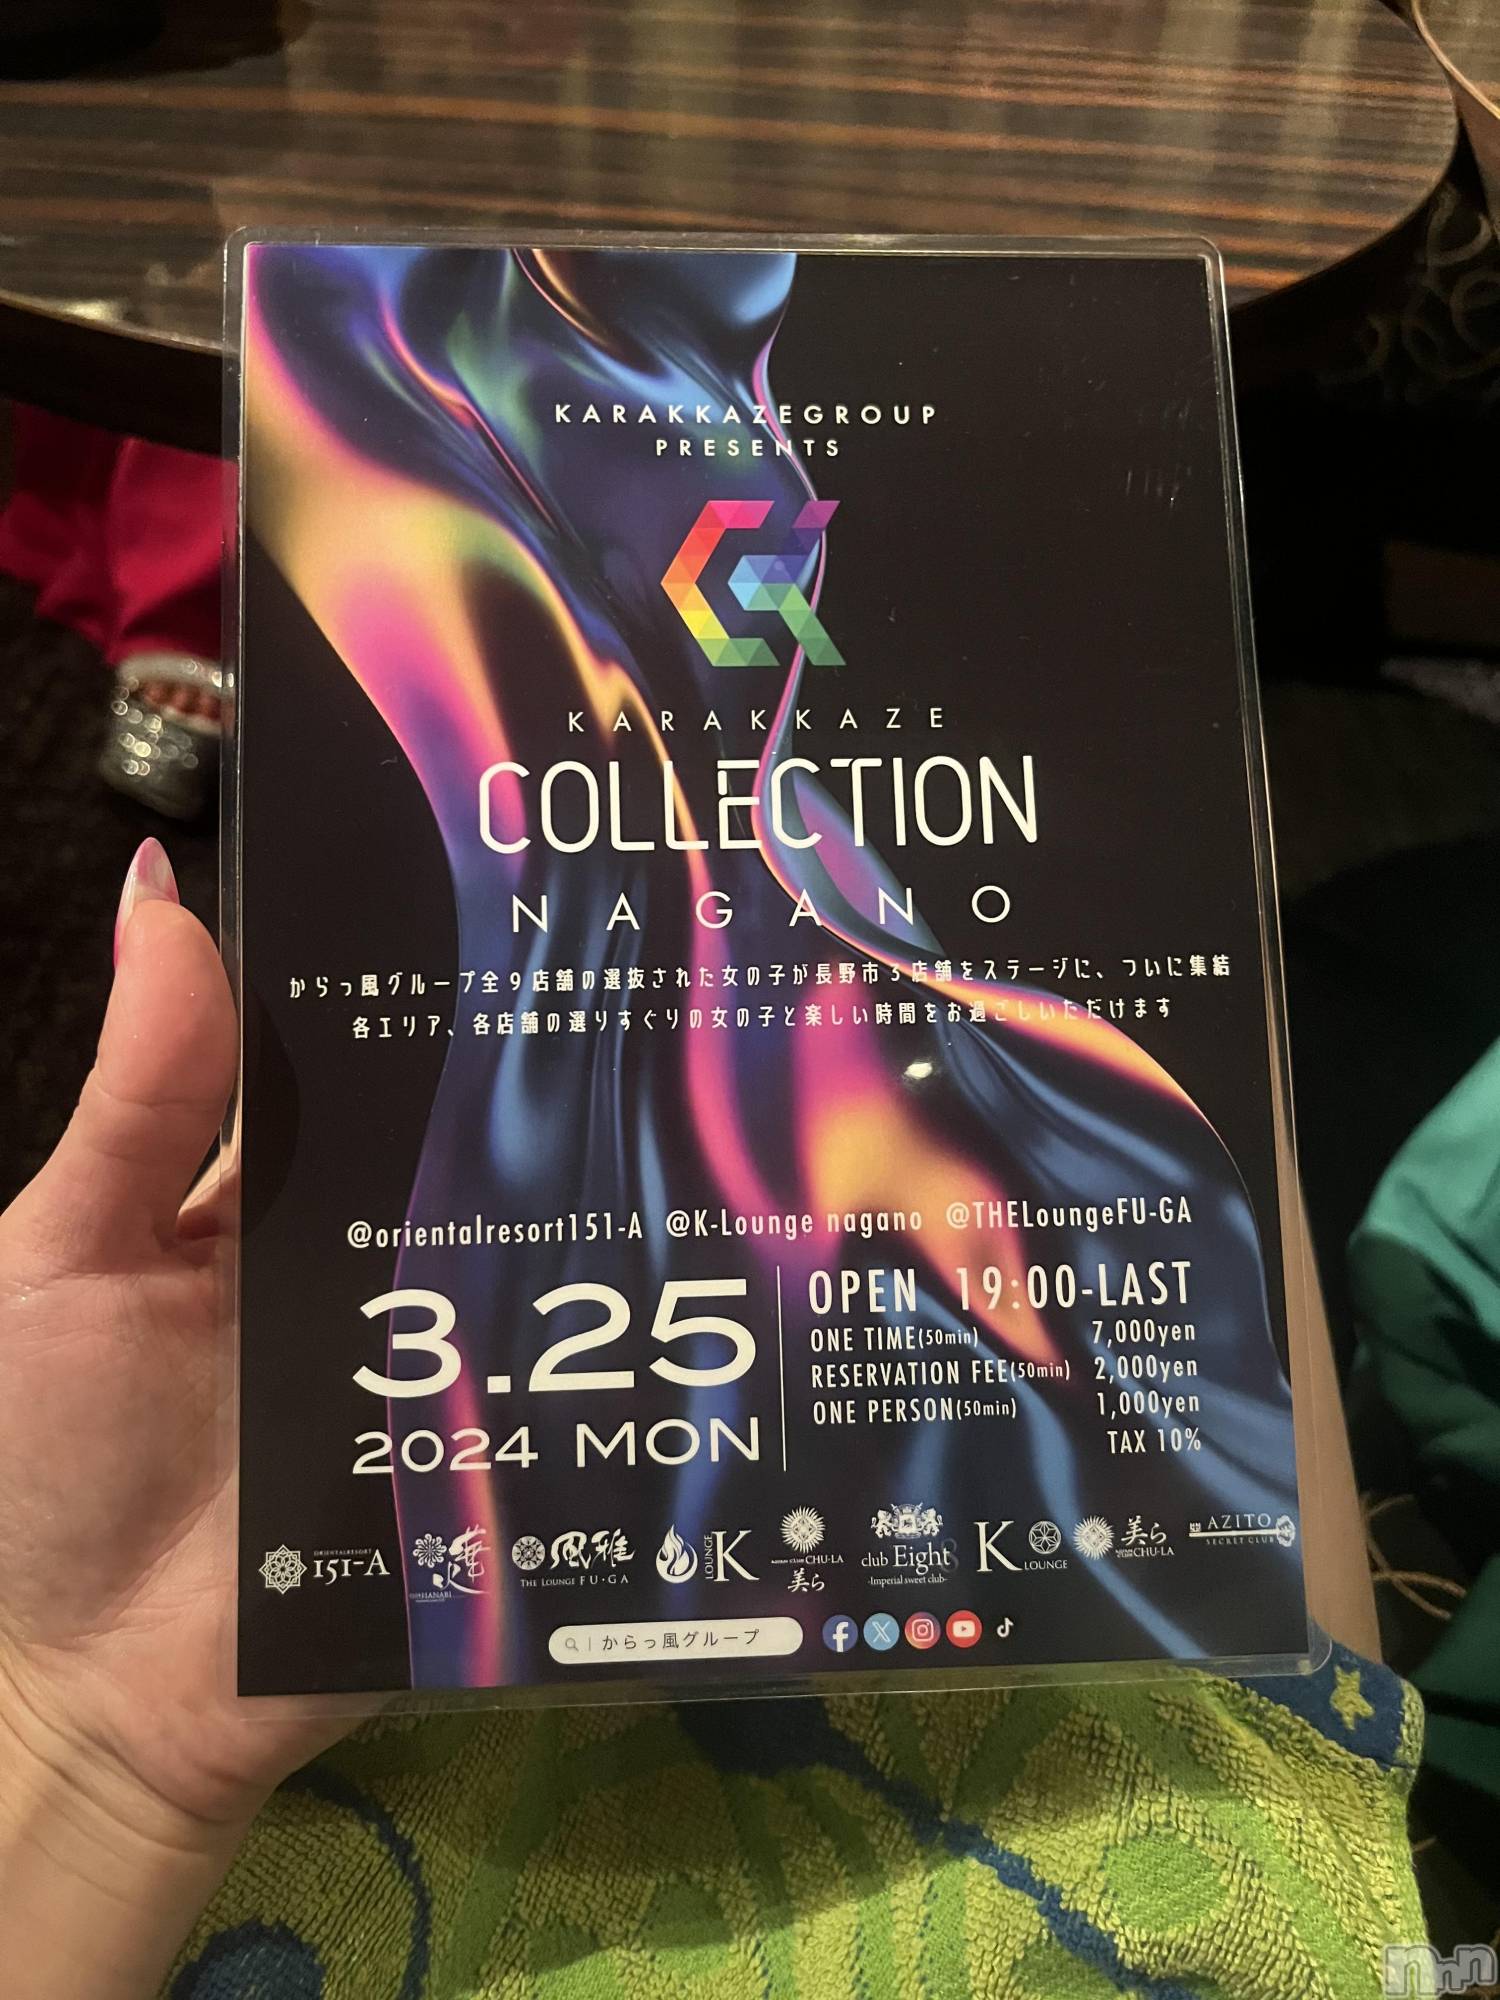 KARAKKAZEGROUP
PRESENTS
KARAKKAZE
COLLECTION
NAGANO
からっ風グループ全9店舗の選抜された女の子が長野市3店舗をステージに、ついに集結
各エリア、各店舗の選りすぐりの女の子と楽しい時間をお過ごしいただけます
@orientalresort151-A @K-Lounge nagano @THELoungeFU-GA
3.25
2024 MON
OPEN 19:00-LAST
ONE TIME(50min) 7,000yen
RESERVATION FEE(50min) 2,000yen
ONE PERSON(50min) 1,000yen
TAX 10%
ORIENTALRESORT
151-A
華火
HANABI
風雅
THE LOUNGE FU・GA
LOUNGE K
CHU-LA
美ら
club Eight
-Imperial sweet club-
K LOUNGE
美ら
CHU-LA
AZITO
SECRET CLUB
からっ風グループ
nnn